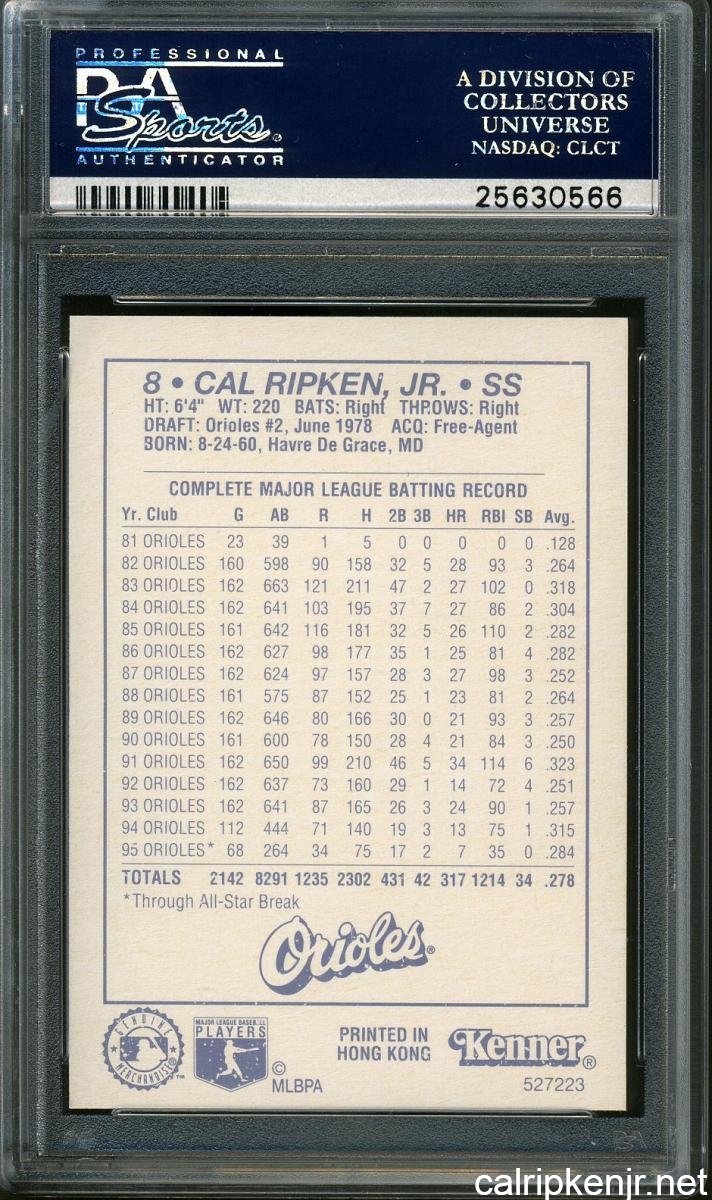 PROFESSIONAL
PSA
Sports
AUTHENTICATOR
A DIVISION OF
COLLECTORS
UNIVERSE
NASDAQ: CLCT
25630566
8 • CAL RIPKEN, JR. • SS
HT: 6'4" WT: 220 BATS: Right THROWS: Right
DRAFT: Orioles #2, June 1978 ACQ: Free-Agent
BORN: 8-24-60, Havre De Grace, MD
COMPLETE MAJOR LEAGUE BATTING RECORD
Yr. Club G AB R H 2B 3B HR RBI SB Avg.
81 ORIOLES 23 39 1 5 0 0 0 0 0 .128
82 ORIOLES 160 598 90 158 32 5 28 93 3 .264
83 ORIOLES 162 663 121 211 47 2 27 102 0 .318
84 ORIOLES 162 641 103 195 37 7 27 86 2 .304
85 ORIOLES 161 642 116 181 32 5 26 110 2 .282
86 ORIOLES 162 627 98 177 35 1 25 81 4 .282
87 ORIOLES 162 624 97 157 28 3 27 98 3 .252
88 ORIOLES 161 575 87 152 25 1 23 81 2 .264
89 ORIOLES 162 646 80 166 30 0 21 93 3 .257
90 ORIOLES 161 600 78 150 28 4 21 84 3 .250
91 ORIOLES 162 650 99 210 46 5 34 114 6 .323
92 ORIOLES 162 637 73 160 29 1 14 72 4 .251
93 ORIOLES 162 641 87 165 26 3 24 90 1 .257
94 ORIOLES 112 444 71 140 19 3 13 75 1 .315
95 ORIOLES* 68 264 34 75 17 2 7 35 0 .284
TOTALS 2142 8291 1235 2302 431 42 317 1214 34 .278
*Through All-Star Break
Orioles®
GENUINE
MERCHANDISE™
MAJOR LEAGUE BASEBALL
PLAYERS
©
MLBPA
PRINTED IN
HONG KONG
Kenner®
527223
calripkenjr.net